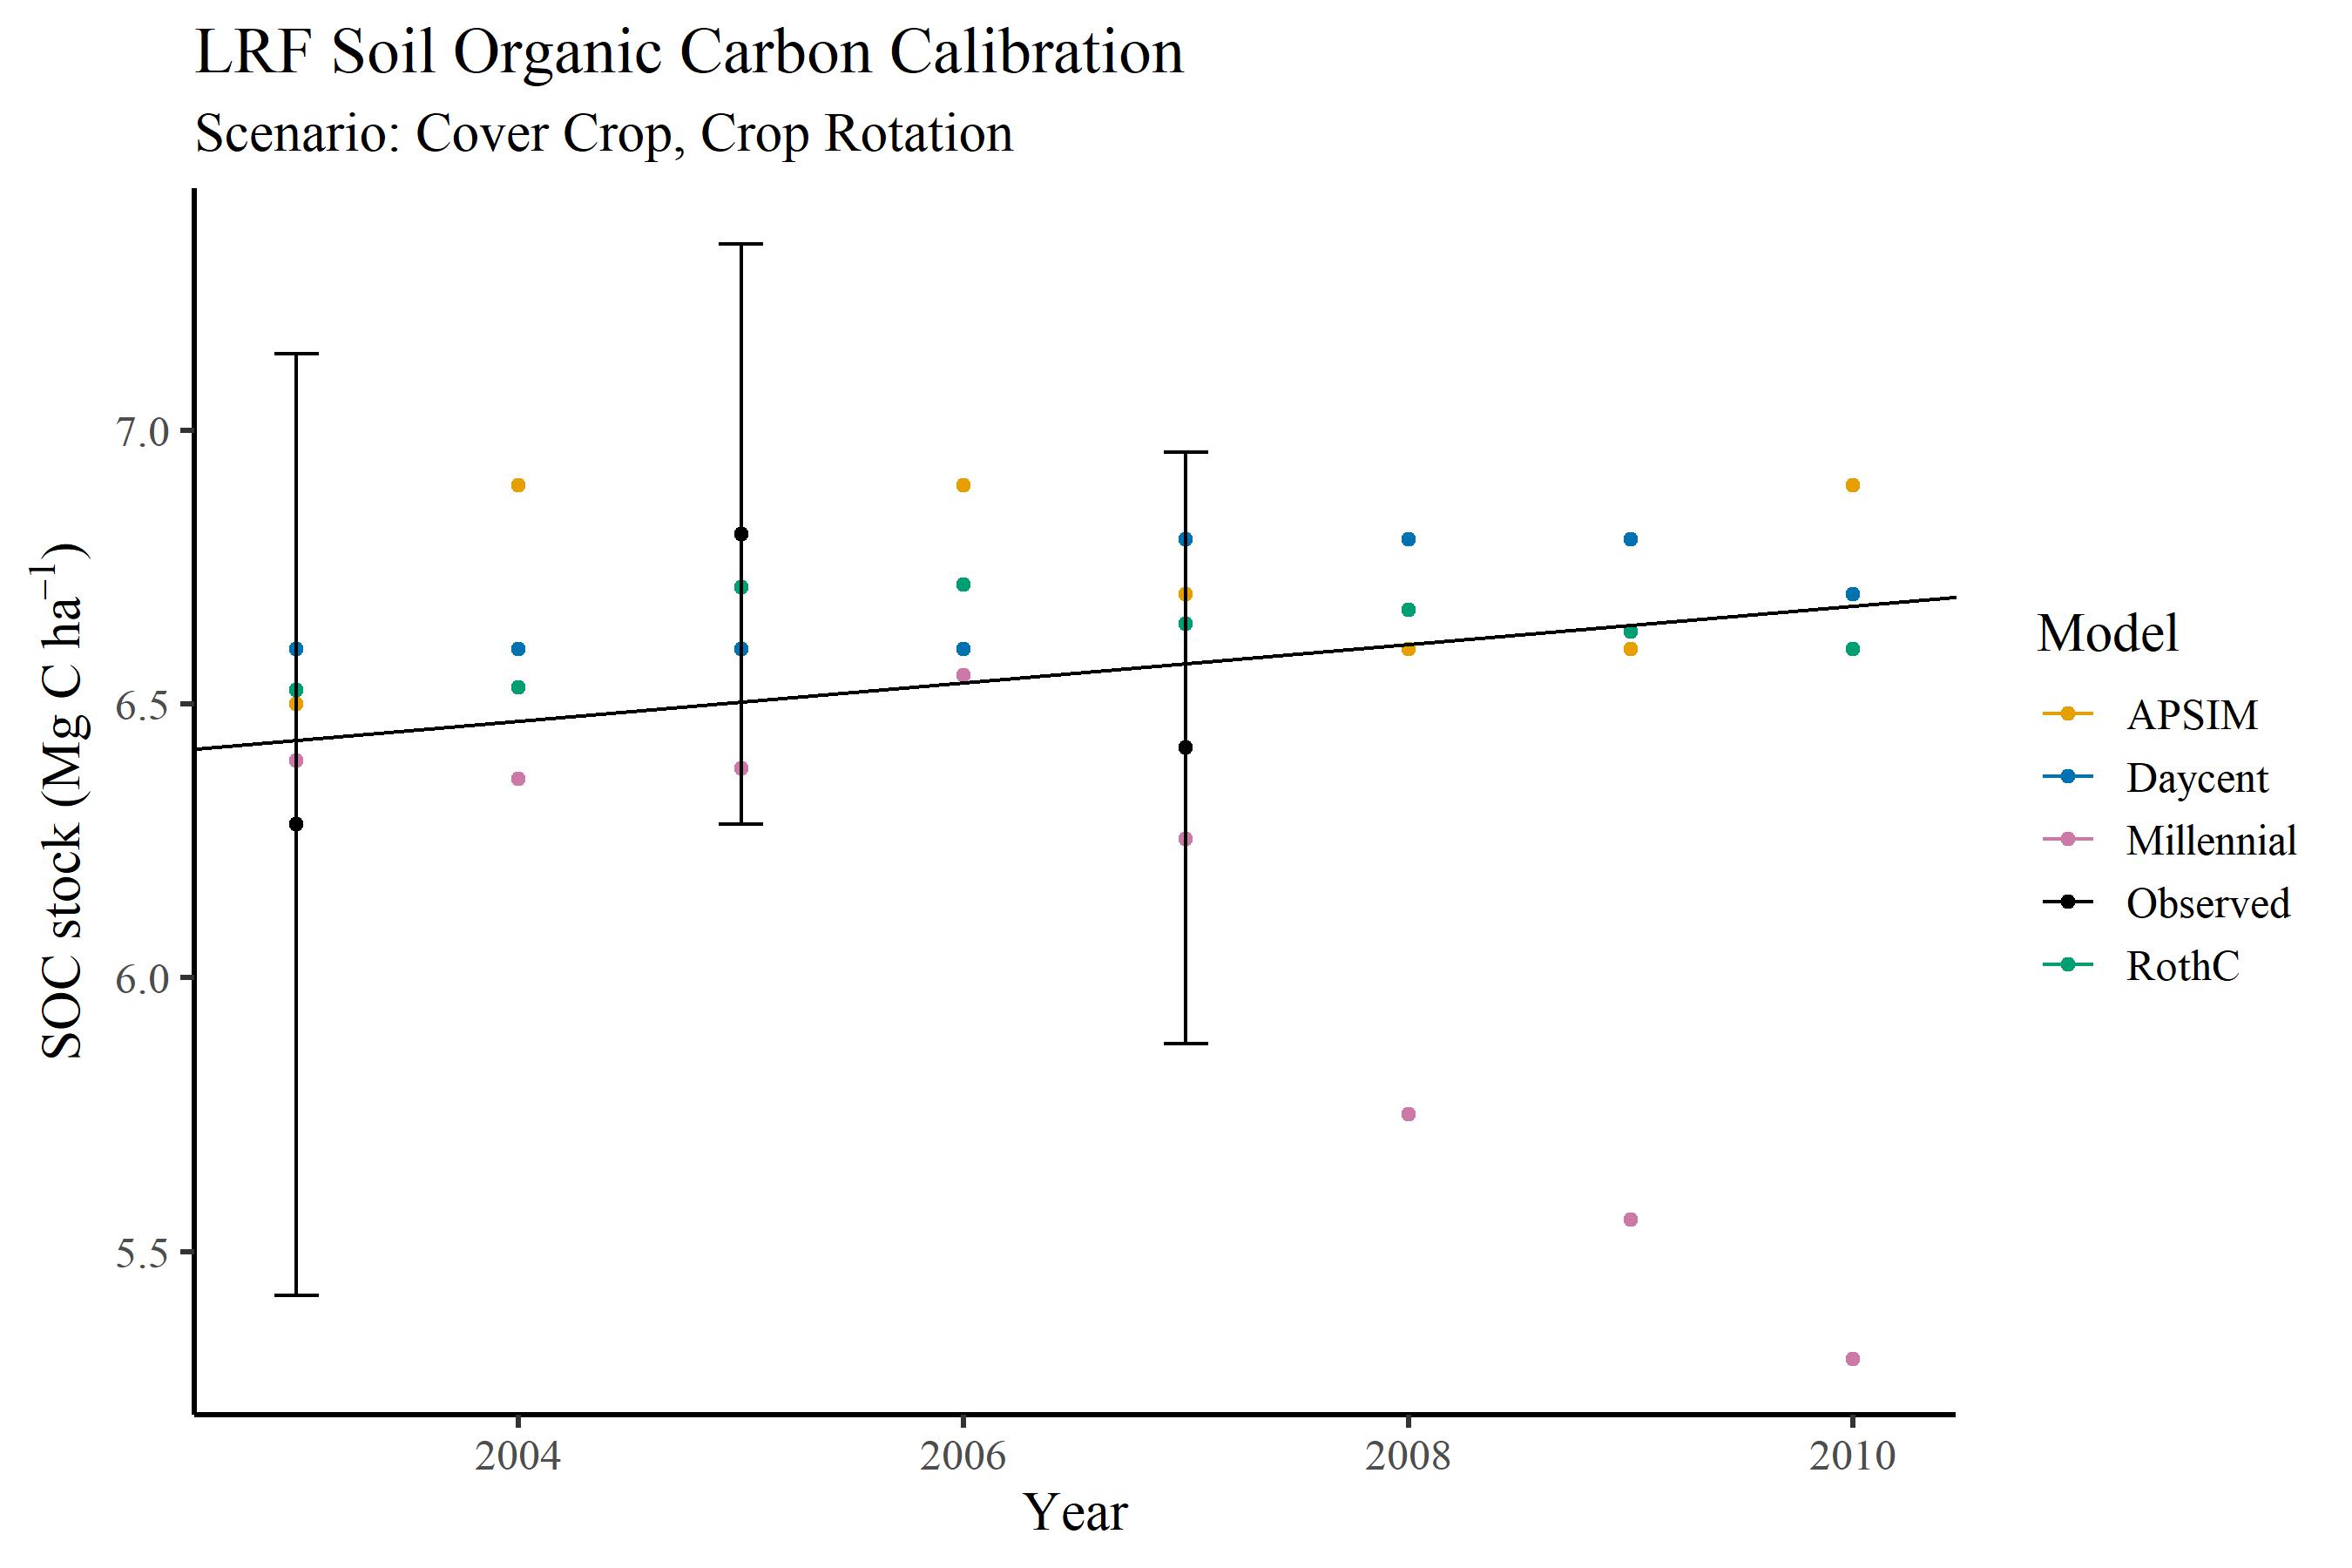 LRF Soil Organic Carbon Calibration
Scenario: Cover Crop, Crop Rotation
SOC stock (Mg C ha⁻¹)
7.0
6.5
6.0
5.5
2004
2006
2008
2010
Year
Model
APSIM
Daycent
Millennial
Observed
RothC